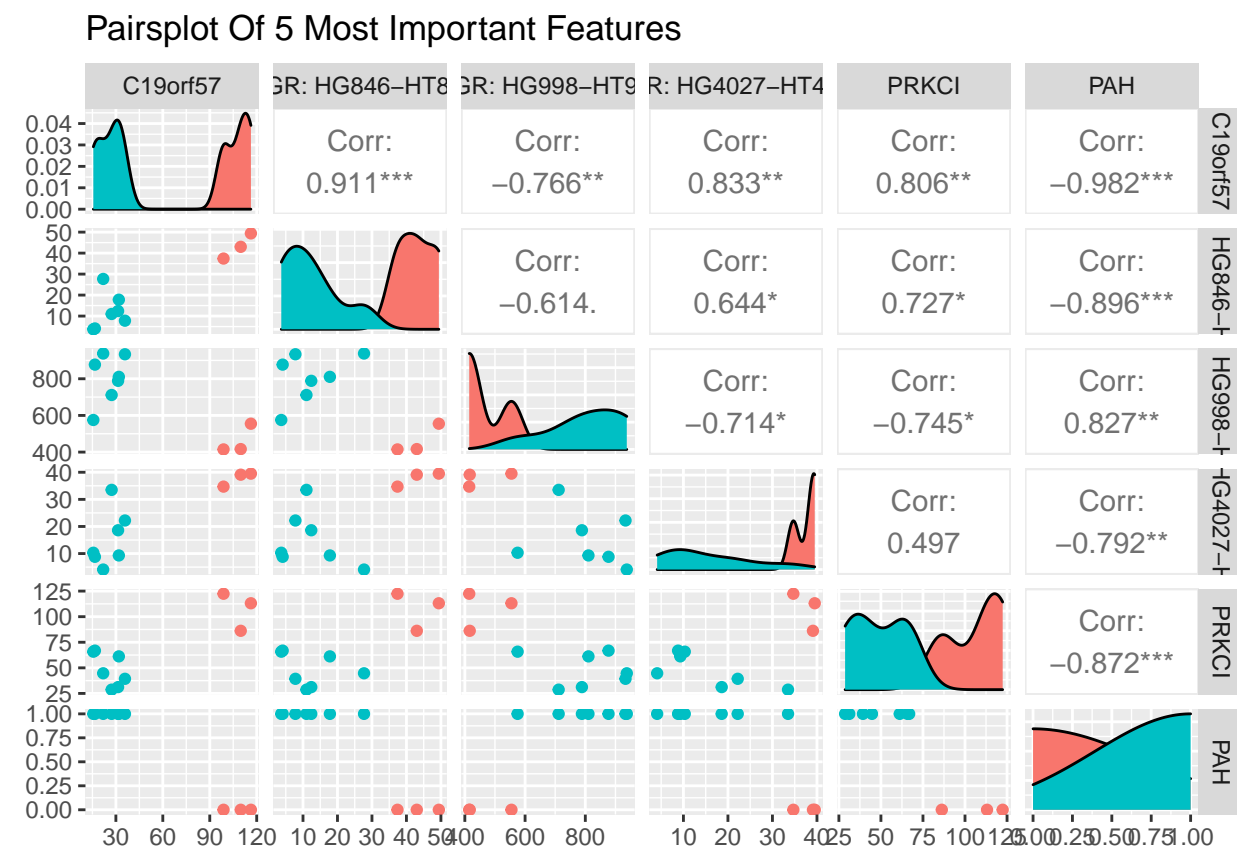 Pairsplot Of 5 Most Important Features
C19orf57 GR: HG846−HT8 GR: HG998−HT9 R: HG4027−HT4 PRKCI PAH
0.04
0.03
0.02
0.01
0.00
Corr:
0.911***
Corr:
−0.766**
Corr:
0.833**
Corr:
0.806**
Corr:
−0.982***
C19orf57
50
40
30
20
10
Corr:
−0.614.
Corr:
0.644*
Corr:
0.727*
Corr:
−0.896***
HG846−H
800
600
400
Corr:
−0.714*
Corr:
−0.745*
Corr:
0.827**
HG998−H
40
30
20
10
Corr:
0.497
Corr:
−0.792**
HG4027−H
125
100
75
50
25
Corr:
−0.872***
PRKCI
1.00
0.75
0.50
0.25
0.00
PAH
30 60 90 120 10 20 30 40 50 400 600 800 10 20 30 40 25 50 75 100 125 0.00 0.25 0.50 0.75 1.00